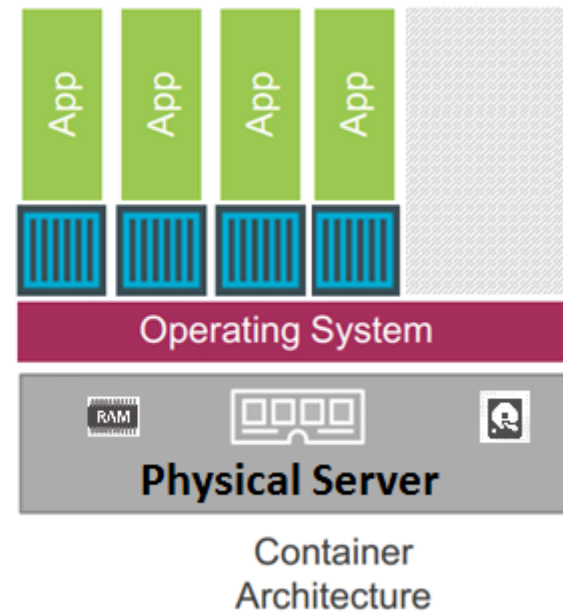 App App App App
Operating System
RAM
Physical Server
Container
Architecture